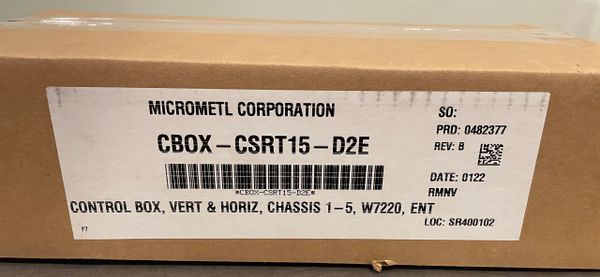 MICROMETL CORPORATION
CBOX-CSRT15-D2E
*CBOX-CSRT15-D2E*
CONTROL BOX, VERT & HORIZ, CHASSIS 1-5, W7220, ENT
SO:
PRD: 0482377
REV: B
DATE: 0122
RMNV
LOC: SR400102